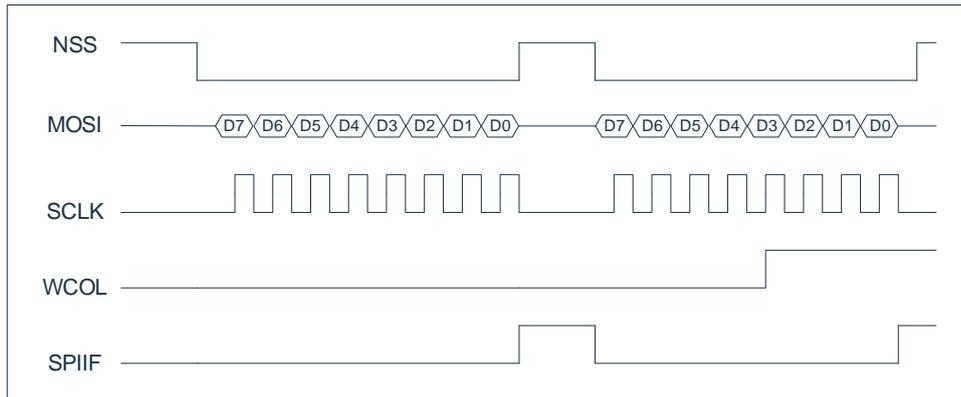 NSS
MOSI D7 D6 D5 D4 D3 D2 D1 D0 D7 D6 D5 D4 D3 D2 D1 D0
SCLK
WCOL
SPIIF